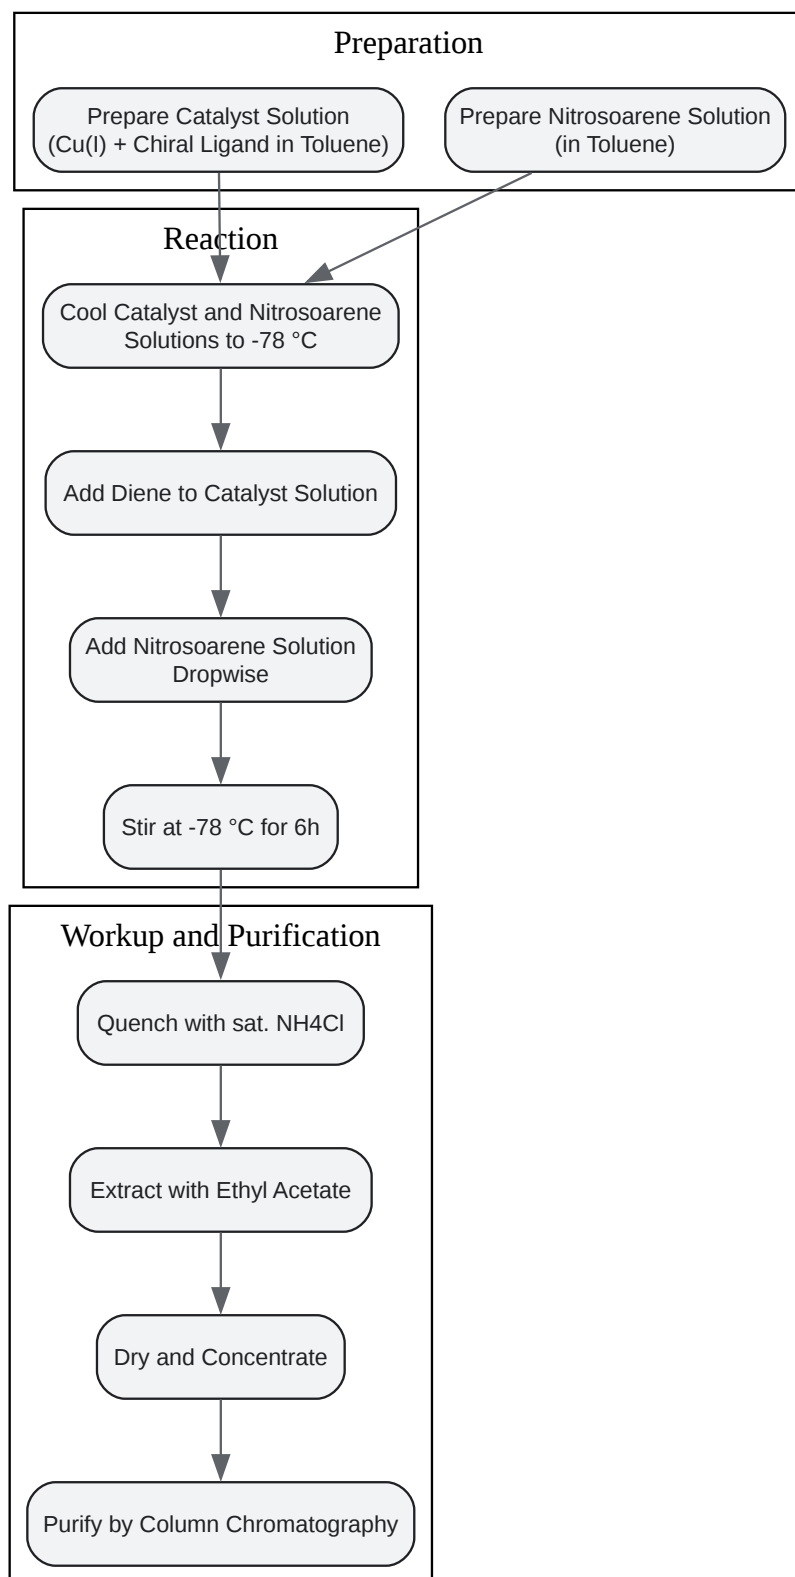 Preparation
Prepare Catalyst Solution
(Cu(I) + Chiral Ligand in Toluene)
Prepare Nitrosoarene Solution
(in Toluene)
Reaction
Cool Catalyst and Nitrosoarene
Solutions to -78 °C
Add Diene to Catalyst Solution
Add Nitrosoarene Solution
Dropwise
Stir at -78 °C for 6h
Workup and Purification
Quench with sat. NH4Cl
Extract with Ethyl Acetate
Dry and Concentrate
Purify by Column Chromatography